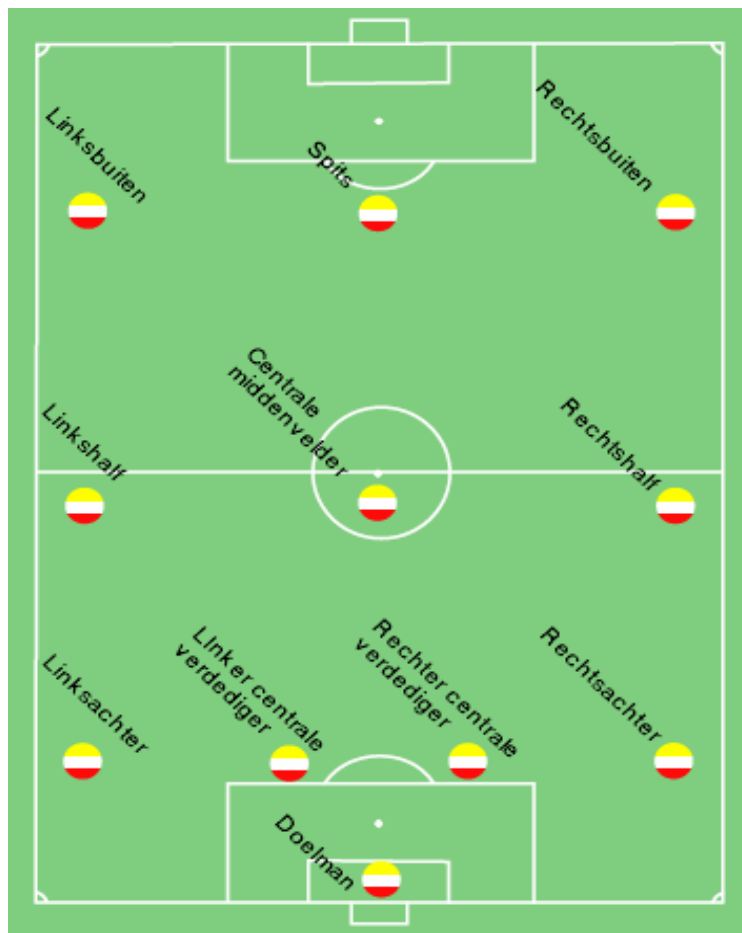 Linksbuiten
Spits
Rechtsbuiten
Centrale
middenvelder
Linkshalf
Rechtshalf
LInker centrale
verdediger
Rechter centrale
verdediger
Linksachter
Rechtsachter
Doelman